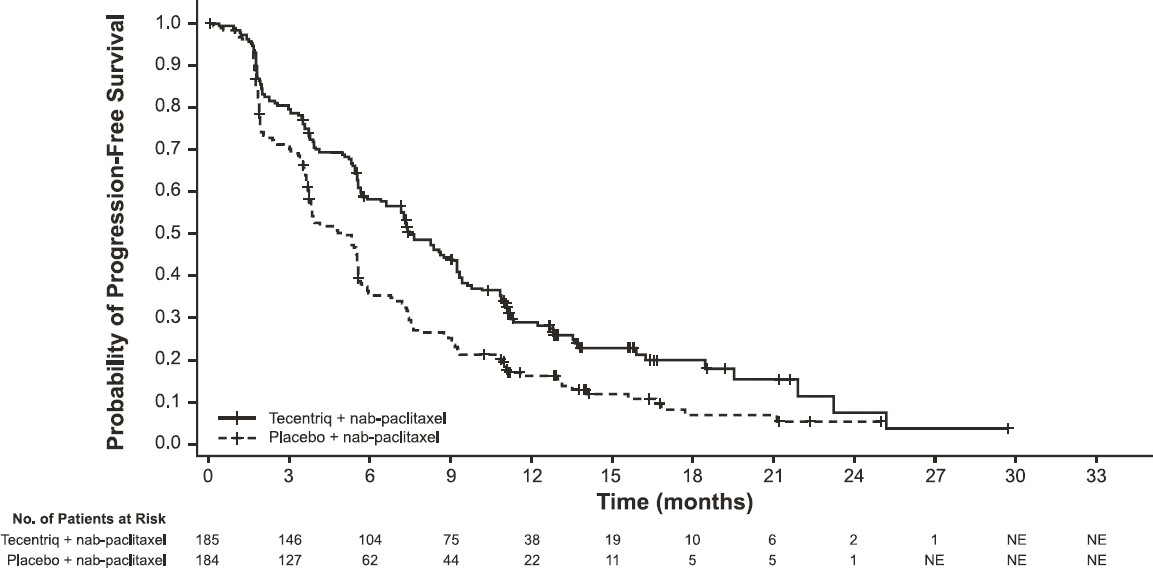 Probability of Progression-Free Survival
1.0
0.9
0.8
0.7
0.6
0.5
0.4
0.3
0.2
0.1
0.0
Tecentriq + nab-paclitaxel
Placebo + nab-paclitaxel
0 3 6 9 12 15 18 21 24 27 30 33
Time (months)
No. of Patients at Risk
Tecentriq + nab-paclitaxel 185 146 104 75 38 19 10 6 2 1 NE NE
Placebo + nab-paclitaxel 184 127 62 44 22 11 5 5 1 NE NE NE